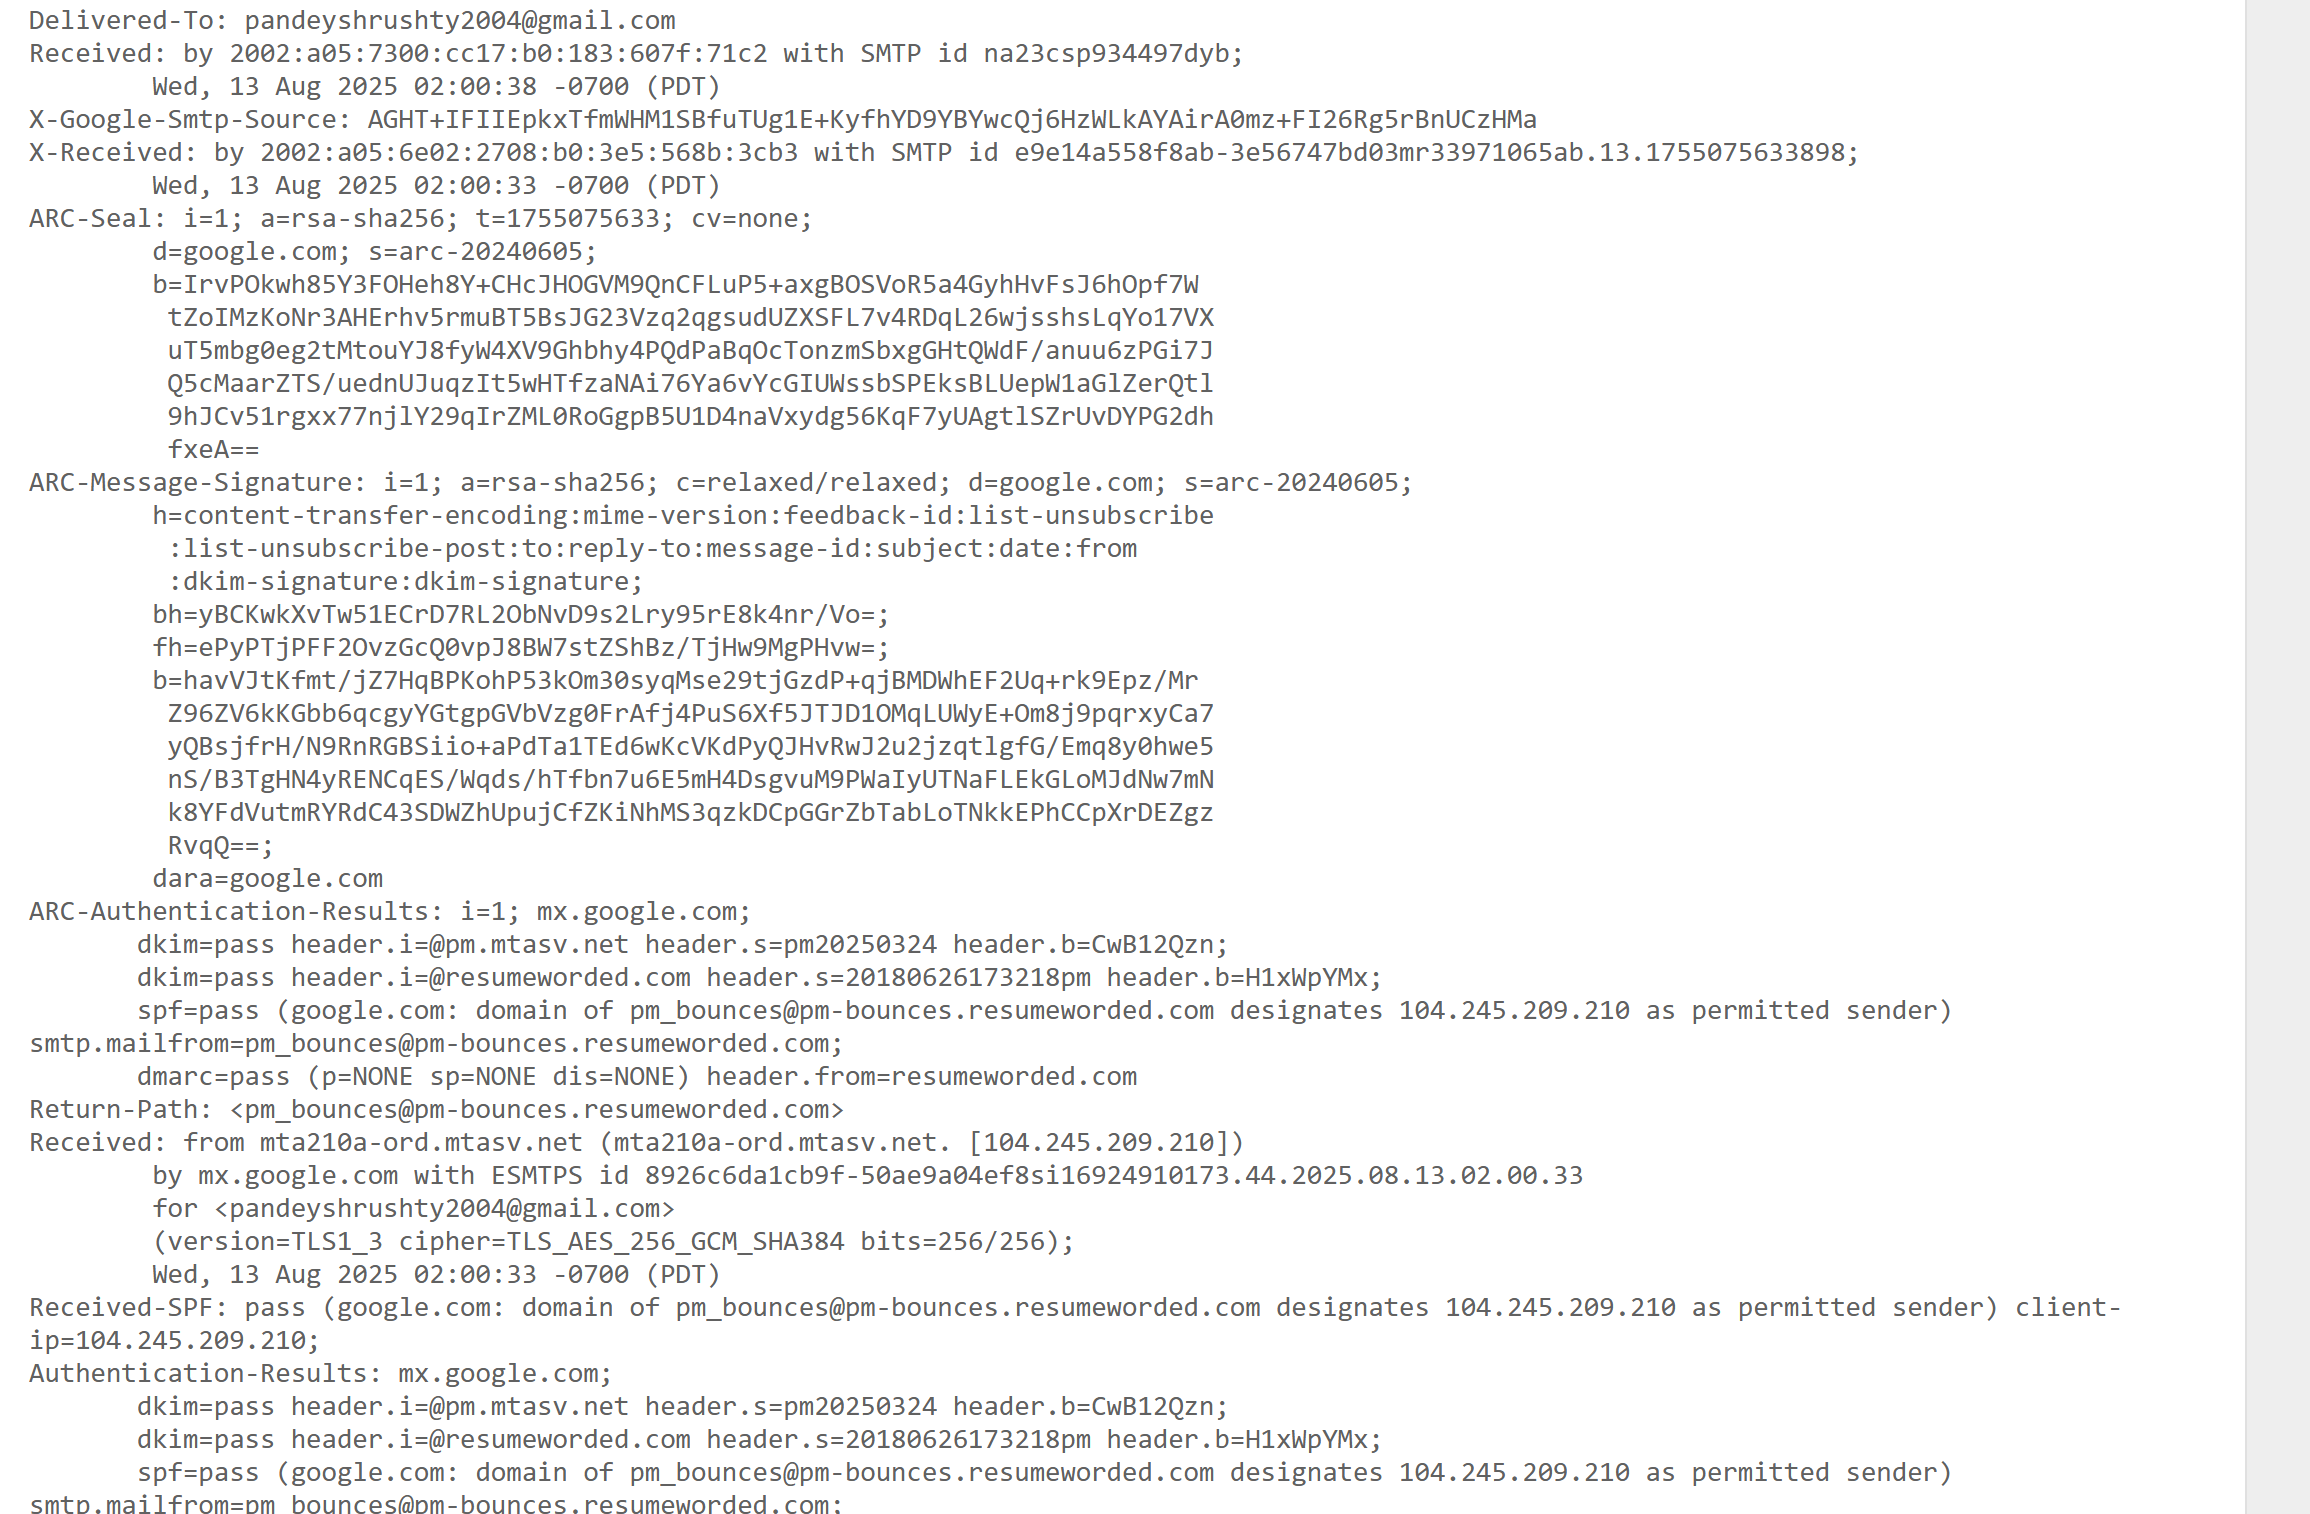 Delivered-To: pandeyshrushty2004@gmail.com
Received: by 2002:a05:7300:cc17:b0:183:607f:71c2 with SMTP id na23csp934497dyb;
Wed, 13 Aug 2025 02:00:38 -0700 (PDT)
X-Google-Smtp-Source: AGHT+IFIIEpkxTfmWHM1SBfuTUg1E+KyfhYD9YBYwcQj6HzWLkAYAirA0mz+FI26Rg5rBnUCzHMa
X-Received: by 2002:a05:6e02:2708:b0:3e5:568b:3cb3 with SMTP id e9e14a558f8ab-3e56747bd03mr33971065ab.13.1755075633898;
Wed, 13 Aug 2025 02:00:33 -0700 (PDT)
ARC-Seal: i=1; a=rsa-sha256; t=1755075633; cv=none;
d=google.com; s=arc-20240605;
b=IrvPOkwh85Y3FOHeh8Y+CHcJHOGVM9QnCFLuP5+axgBOSVoR5a4GyhHvFsJ6hOpf7W
tZoIMzKoNr3AHErhv5rmuBT5BsJG23Vzq2qgsudUZXSFL7v4RDqL26wjsshsLqYo17VX
uT5mbg0eg2tMtouYJ8fyW4XV9Ghbhy4PQdPaBqOcTonzmSbxgGHtQWdF/anuu6zPGi7J
Q5cMaarZTS/uednUJuqzIt5wHTfzaNAi76Ya6vYcGIUWssbSPEksBLUepW1aGlZerQtl
9hJCv51rgxx77njlY29qIrZML0RoGgpB5U1D4naVxydg56KqF7yUAgtlSZrUvDYPG2dh
fxeA==
ARC-Message-Signature: i=1; a=rsa-sha256; c=relaxed/relaxed; d=google.com; s=arc-20240605;
h=content-transfer-encoding:mime-version:feedback-id:list-unsubscribe
:list-unsubscribe-post:to:reply-to:message-id:subject:date:from
:dkim-signature:dkim-signature;
bh=yBCKwkXvTw51ECrD7RL2ObNvD9s2Lry95rE8k4nr/Vo=;
fh=ePyPTjPFF2OvzGcQ0vpJ8BW7stZShBz/TjHw9MgPHvw=;
b=havVJtKfmt/jZ7HqBPKohP53kOm30syqMse29tjGzdP+qjBMDWhEF2Uq+rk9Epz/Mr
Z96ZV6kKGbb6qcgyYGtgpGVbVzg0FrAfj4PuS6Xf5JTJD1OMqLUWyE+Om8j9pqrxyCa7
yQBsjfrH/N9RnRGBSiio+aPdTa1TEd6wKcVKdPyQJHvRwJ2u2jzqtlgfG/Emq8y0hwe5
nS/B3TgHN4yRENCqES/Wqds/hTfbn7u6E5mH4DsgvuM9PWaIyUTNaFLEkGLoMJdNw7mN
k8YFdVutmRYRdC43SDWZhUpujCfZKiNhMS3qzkDCpGGrZbTabLoTNkkEPhCCpXrDEZgz
RvqQ==;
dara=google.com
ARC-Authentication-Results: i=1; mx.google.com;
dkim=pass header.i=@pm.mtasv.net header.s=pm20250324 header.b=CwB12Qzn;
dkim=pass header.i=@resumeworded.com header.s=20180626173218pm header.b=H1xWpYMx;
spf=pass (google.com: domain of pm_bounces@pm-bounces.resumeworded.com designates 104.245.209.210 as permitted sender)
smtp.mailfrom=pm_bounces@pm-bounces.resumeworded.com;
dmarc=pass (p=NONE sp=NONE dis=NONE) header.from=resumeworded.com
Return-Path: <pm_bounces@pm-bounces.resumeworded.com>
Received: from mta210a-ord.mtasv.net (mta210a-ord.mtasv.net. [104.245.209.210])
by mx.google.com with ESMTPS id 8926c6da1cb9f-50ae9a04ef8si16924910173.44.2025.08.13.02.00.33
for <pandeyshrushty2004@gmail.com>
(version=TLS1_3 cipher=TLS_AES_256_GCM_SHA384 bits=256/256);
Wed, 13 Aug 2025 02:00:33 -0700 (PDT)
Received-SPF: pass (google.com: domain of pm_bounces@pm-bounces.resumeworded.com designates 104.245.209.210 as permitted sender) client-
ip=104.245.209.210;
Authentication-Results: mx.google.com;
dkim=pass header.i=@pm.mtasv.net header.s=pm20250324 header.b=CwB12Qzn;
dkim=pass header.i=@resumeworded.com header.s=20180626173218pm header.b=H1xWpYMx;
spf=pass (google.com: domain of pm_bounces@pm-bounces.resumeworded.com designates 104.245.209.210 as permitted sender)
smtp.mailfrom=pm_bounces@pm-bounces.resumeworded.com;